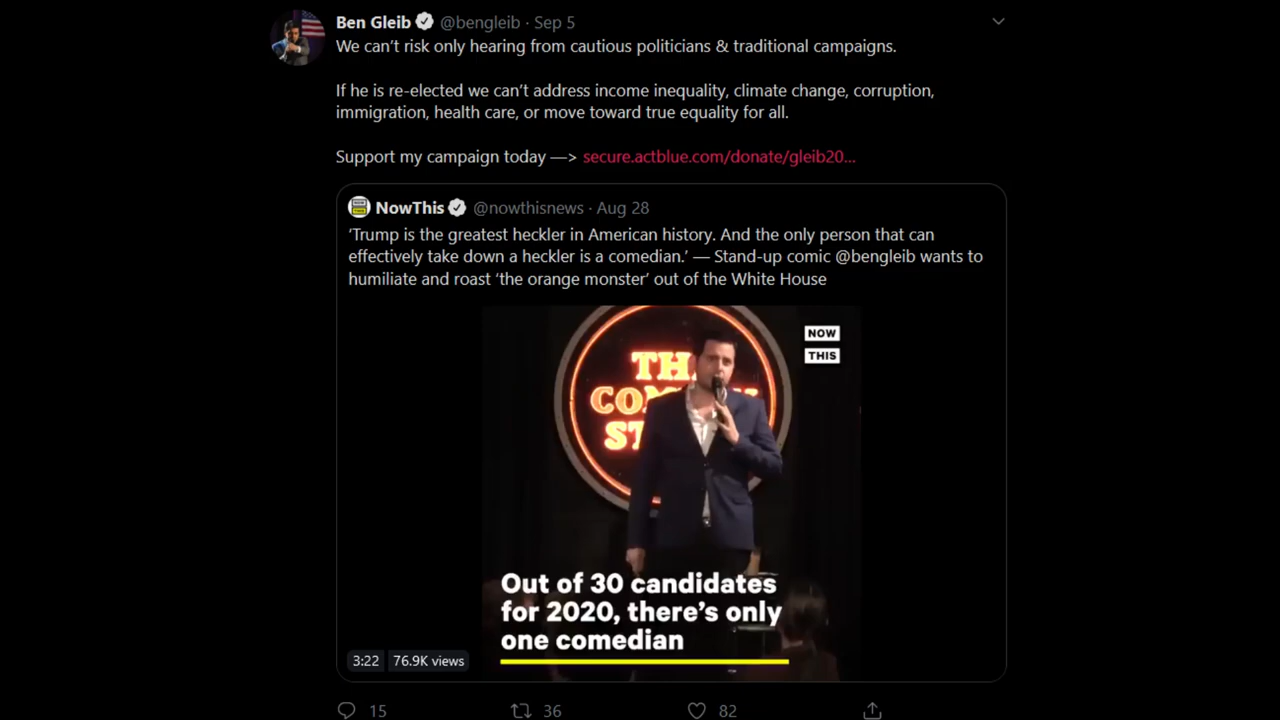 Ben Gleib @bengleib · Sep 5
We can’t risk only hearing from cautious politicians & traditional campaigns.
If he is re-elected we can’t address income inequality, climate change, corruption,
immigration, health care, or move toward true equality for all.
Support my campaign today —> secure.actblue.com/donate/gleib20...
NowThis @nowthisnews · Aug 28
‘Trump is the greatest heckler in American history. And the only person that can
effectively take down a heckler is a comedian.’ — Stand-up comic @bengleib wants to
humiliate and roast ‘the orange monster’ out of the White House
NOW
THIS
Out of 30 candidates
for 2020, there’s only
one comedian
3:22 76.9K views
15 36 82